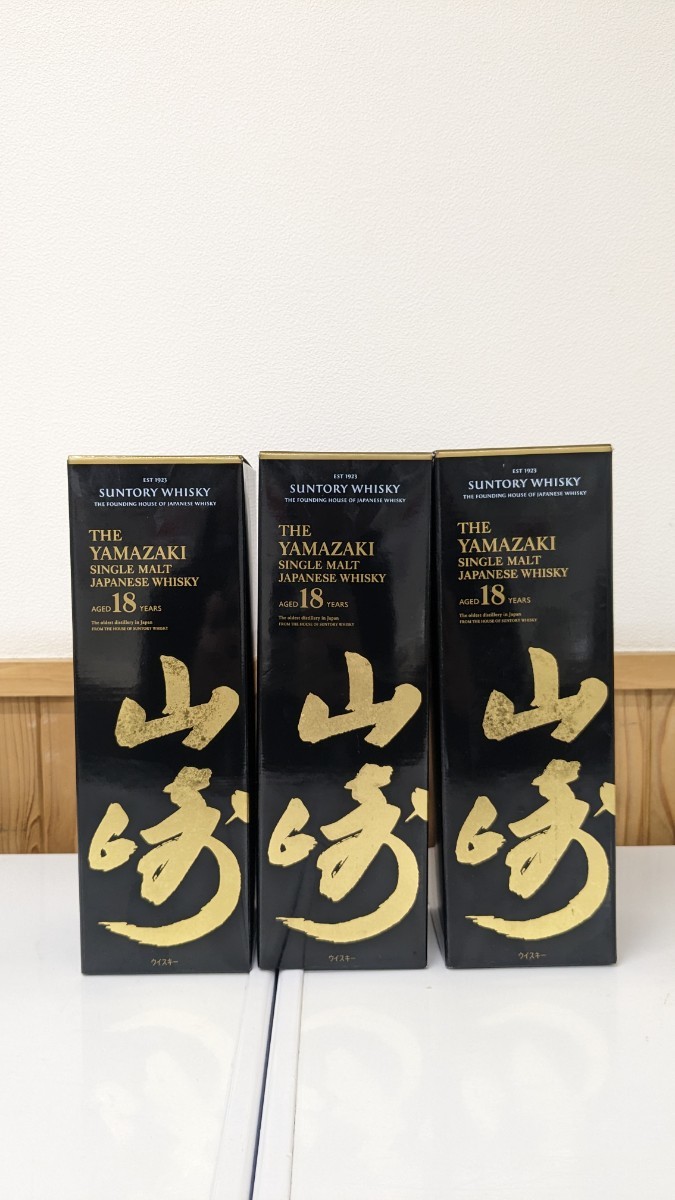 EST 1923
SUNTORY WHISKY
THE FOUNDING HOUSE OF JAPANESE WHISKY
THE
YAMAZAKI
SINGLE MALT
JAPANESE WHISKY
AGED 18 YEARS
The oldest distillery in Japan
FROM THE HOUSE OF SUNTORY WHISKY
山
崎
ウイスキー
EST 1923
SUNTORY WHISKY
THE FOUNDING HOUSE OF JAPANESE WHISKY
THE
YAMAZAKI
SINGLE MALT
JAPANESE WHISKY
AGED 18 YEARS
The oldest distillery in Japan
FROM THE HOUSE OF SUNTORY WHISKY
山
崎
ウイスキー
EST 1923
SUNTORY WHISKY
THE FOUNDING HOUSE OF JAPANESE WHISKY
THE
YAMAZAKI
SINGLE MALT
JAPANESE WHISKY
AGED 18 YEARS
The oldest distillery in Japan
FROM THE HOUSE OF SUNTORY WHISKY
山
崎
ウイスキー